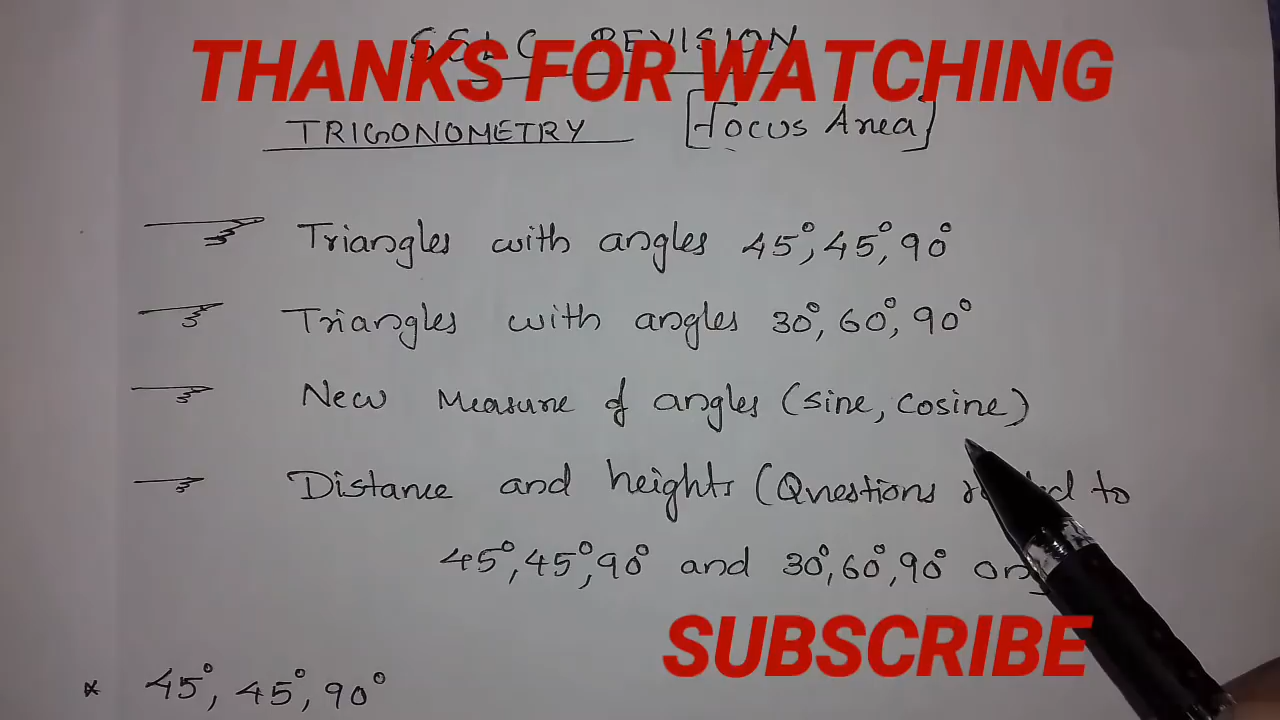 SSLC REVISION
THANKS FOR WATCHING
TRIGONOMETRY [Focus Area]
Triangles with angles 45°, 45°, 90°
Triangles with angles 30°, 60°, 90°
New Measure of angles (sine, cosine)
Distance and heights (Questions to
45°, 45°, 90° and 30°, 60°, 90°
SUBSCRIBE
* 45°, 45°, 90°